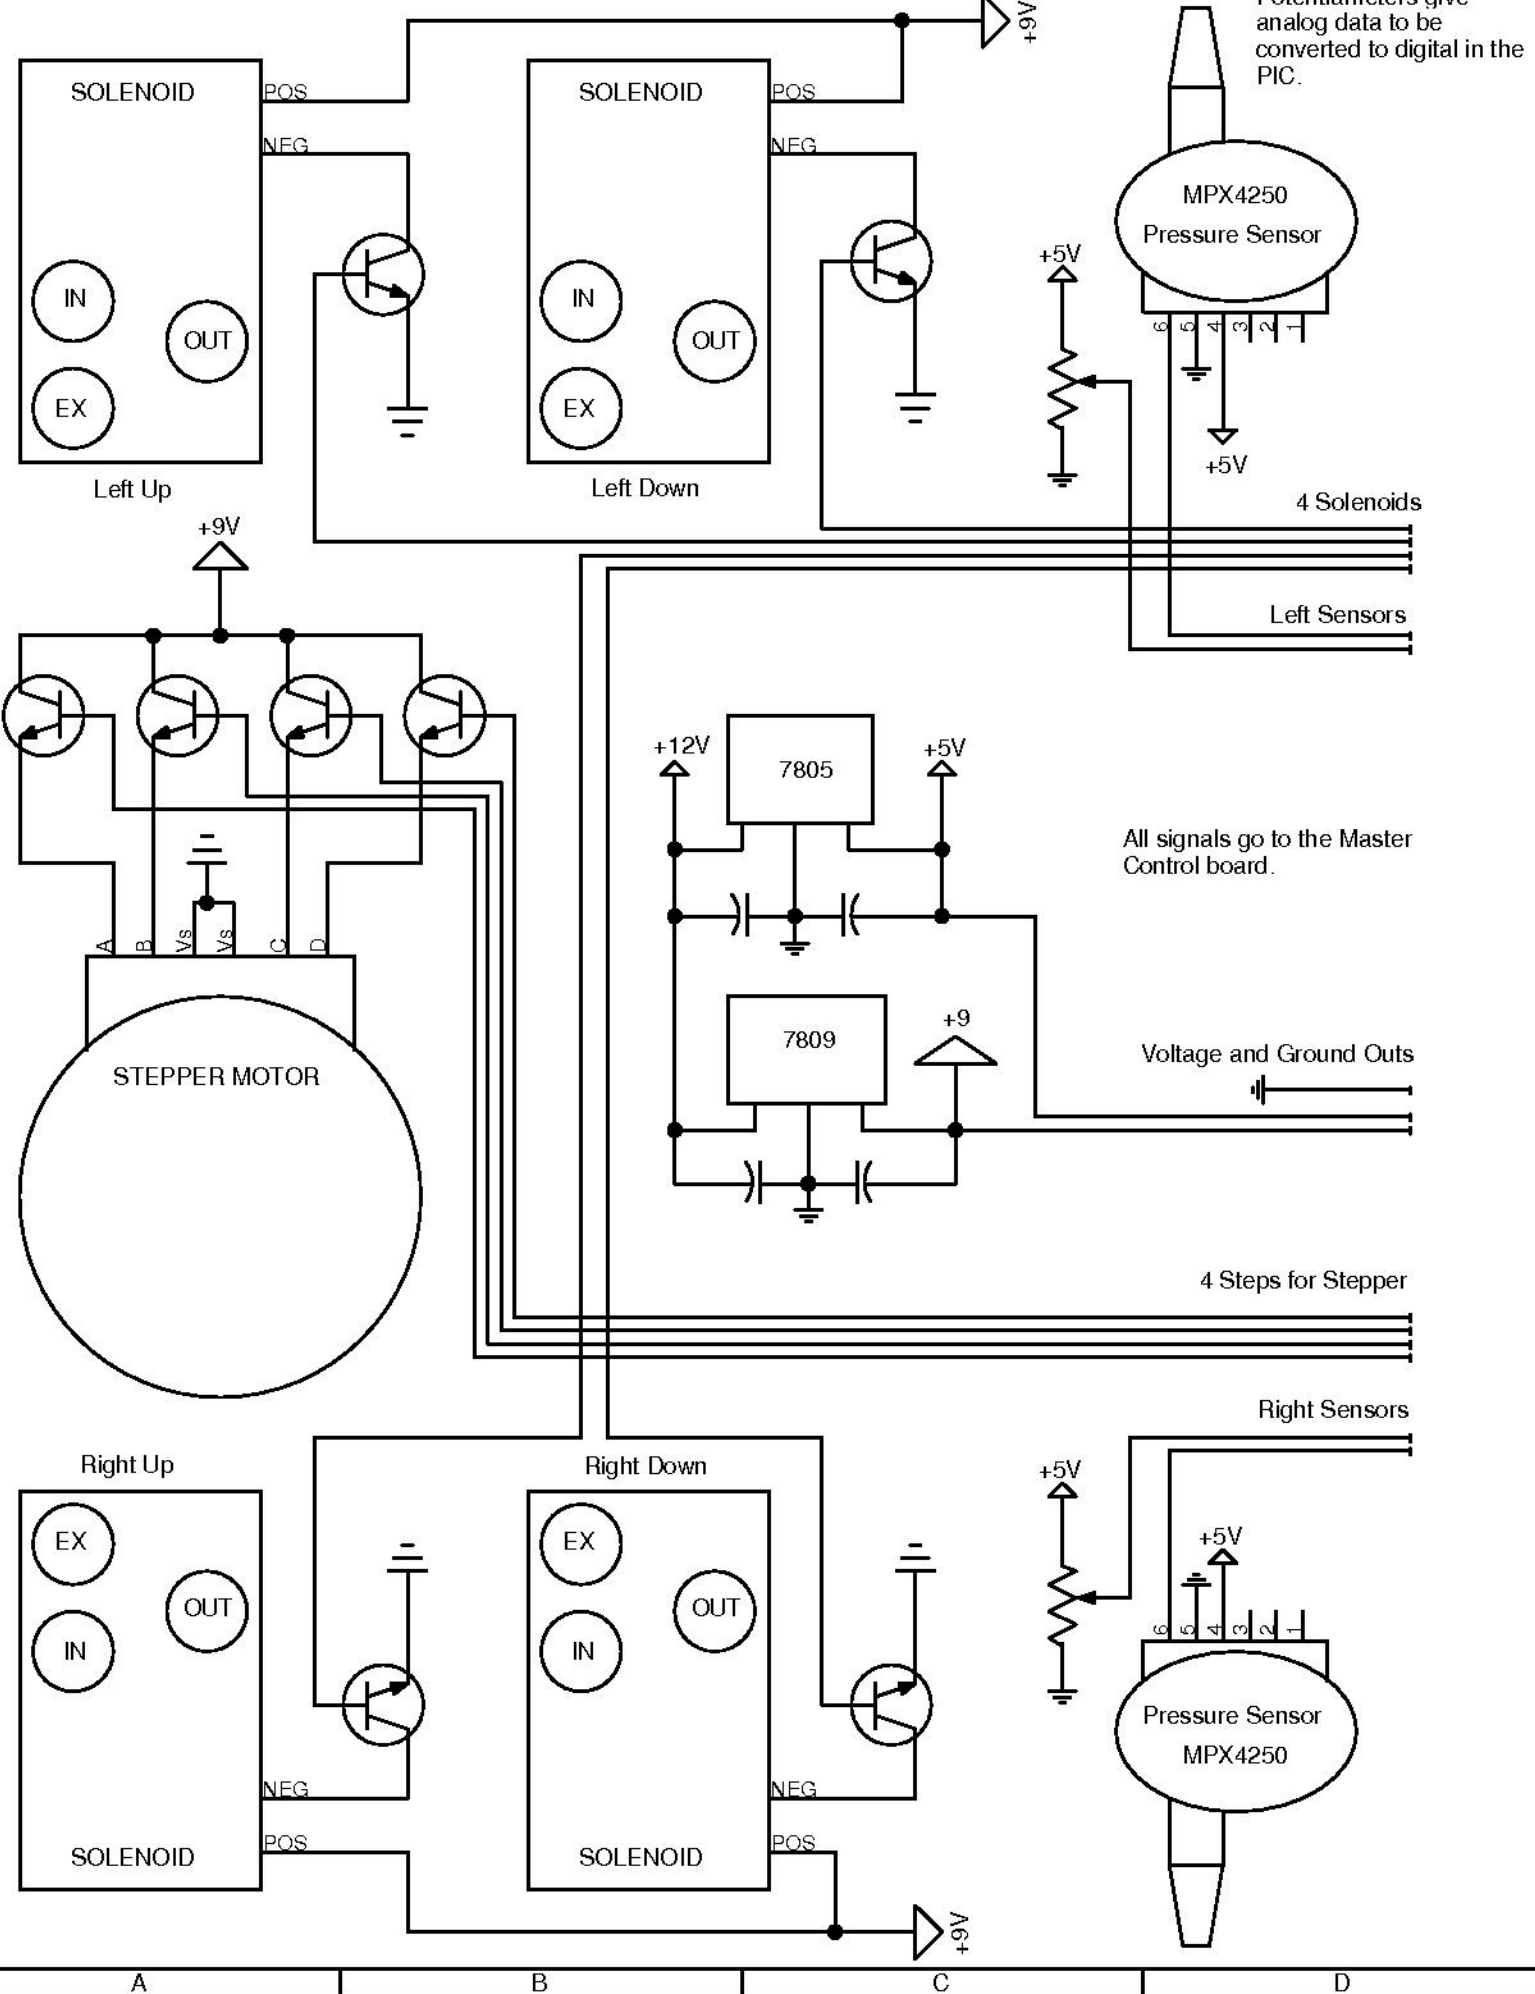 analog data to be
converted to digital in the
PIC.
+9V
SOLENOID
POS
NEG
IN
OUT
EX
Left Up
SOLENOID
POS
NEG
IN
OUT
EX
Left Down
MPX4250
Pressure Sensor
+5V
6 5 4 3 2 1
+5V
4 Solenoids
Left Sensors
+9V
A B Vs Vs C D
STEPPER MOTOR
+12V
7805
+5V
All signals go to the Master
Control board.
7809
+9
Voltage and Ground Outs
4 Steps for Stepper
Right Sensors
Right Up
EX
OUT
IN
NEG
POS
SOLENOID
Right Down
EX
OUT
IN
NEG
POS
SOLENOID
+9V
+5V
+5V
6 5 4 3 2 1
Pressure Sensor
MPX4250
A B C D